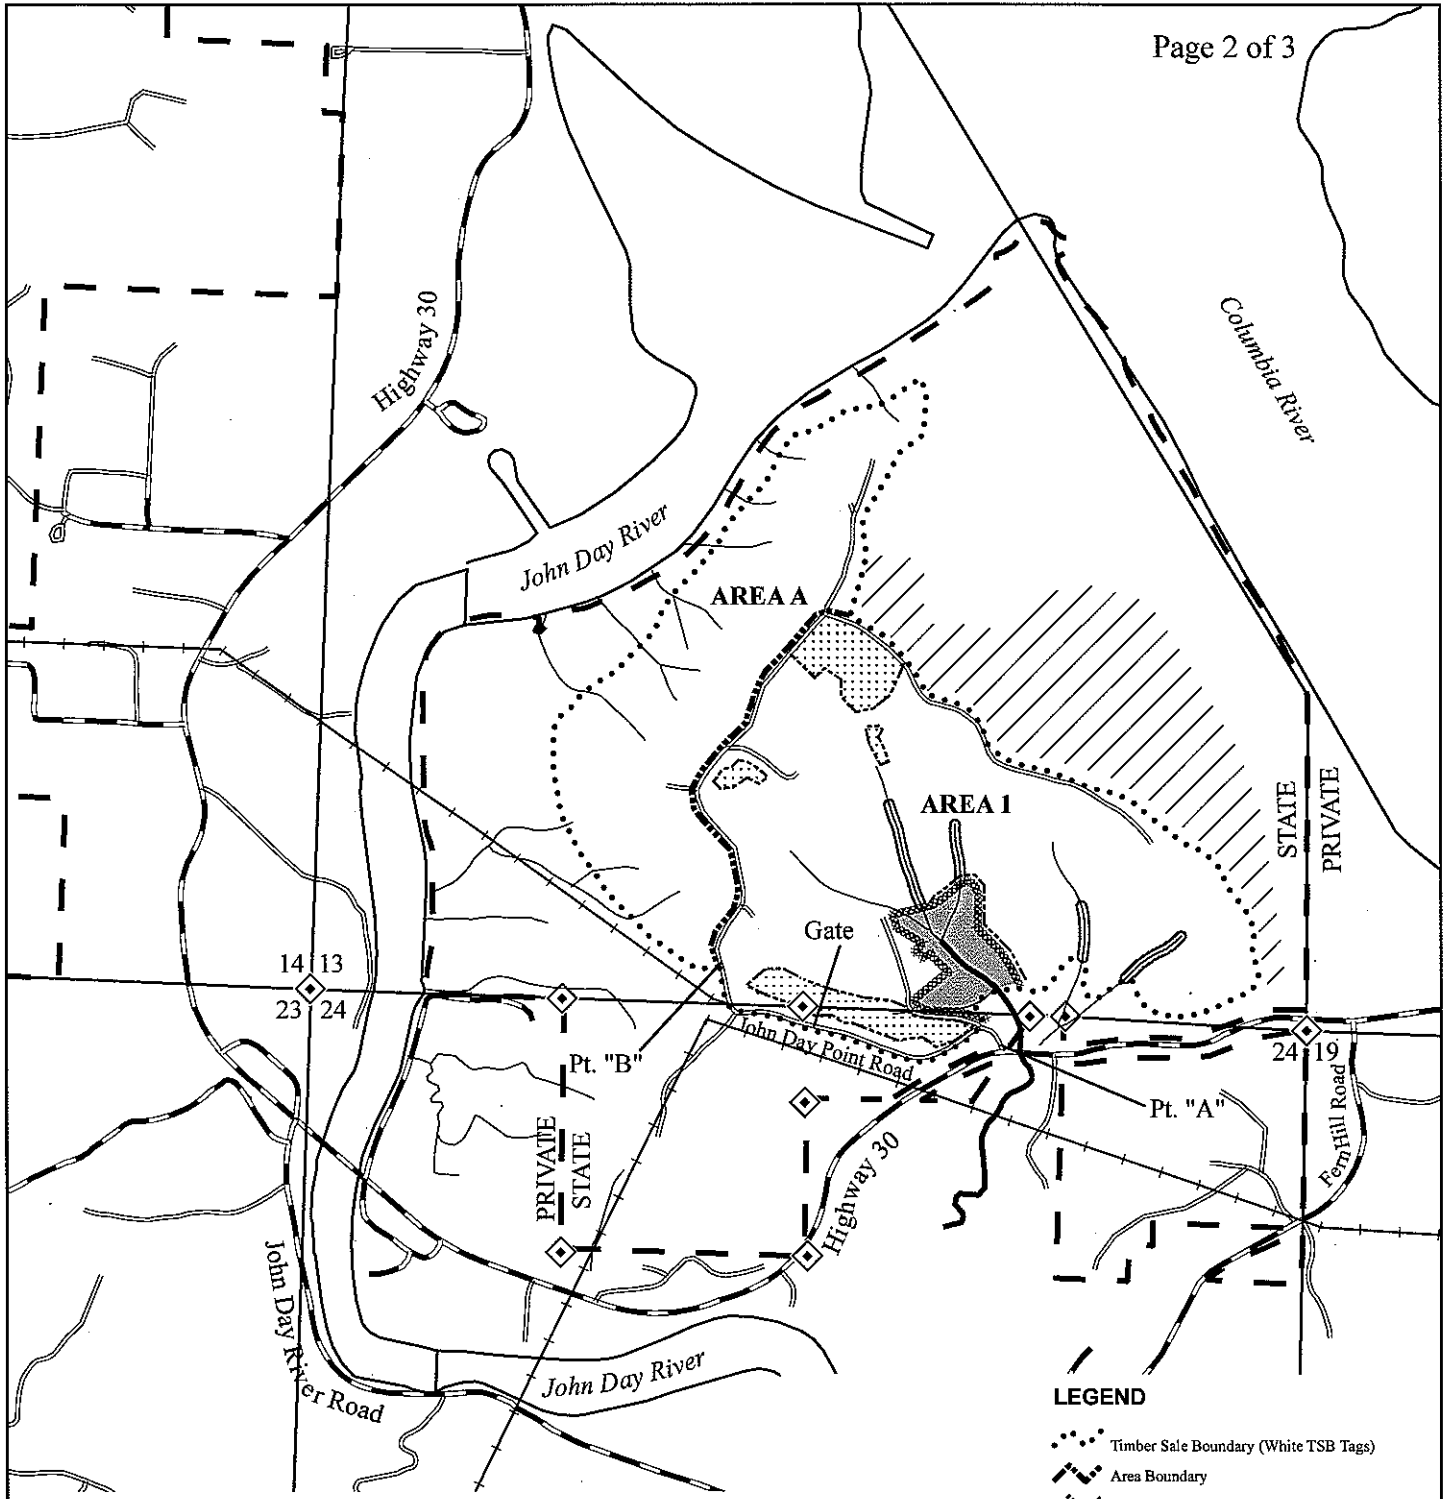 Page 2 of 3
Highway 30
Columbia River
John Day River
AREA A
STATE
PRIVATE
AREA 1
Gate
14 13
23 24
John Day Point Road
Pt. "B"
24 19
Pt. "A"
Fern Hill Road
PRIVATE
STATE
Highway 30
John Day River Road
John Day River
LEGEND
Timber Sale Boundary (White TSB Tags)
Area Boundary